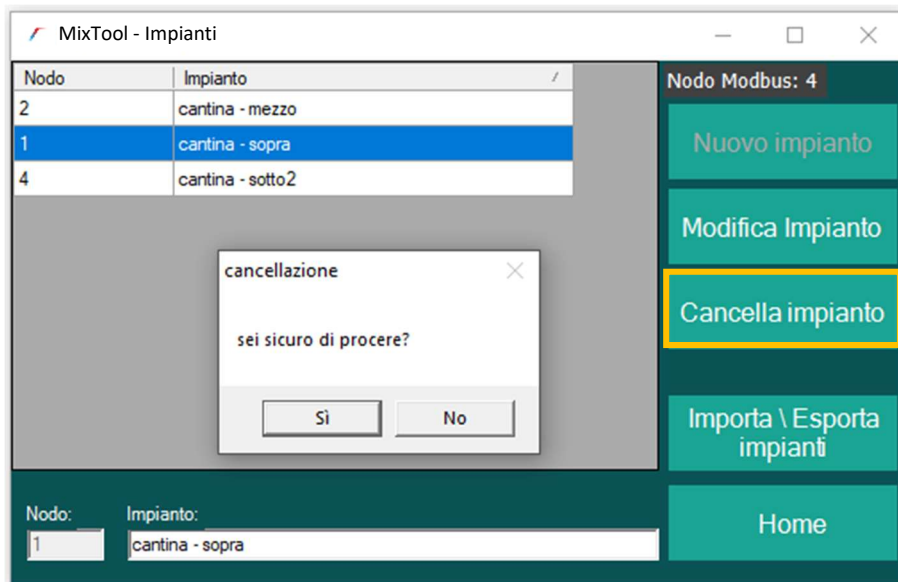 MixTool - Impianti
Nodo Impianto
2 cantina - mezzo
1 cantina - sopra
4 cantina - sotto2
cancellazione
sei sicuro di procere?
Sì No
Nodo: Impianto:
1 cantina - sopra
Nodo Modbus: 4
Nuovo impianto
Modifica Impianto
Cancella impianto
Importa \ Esporta
impianti
Home